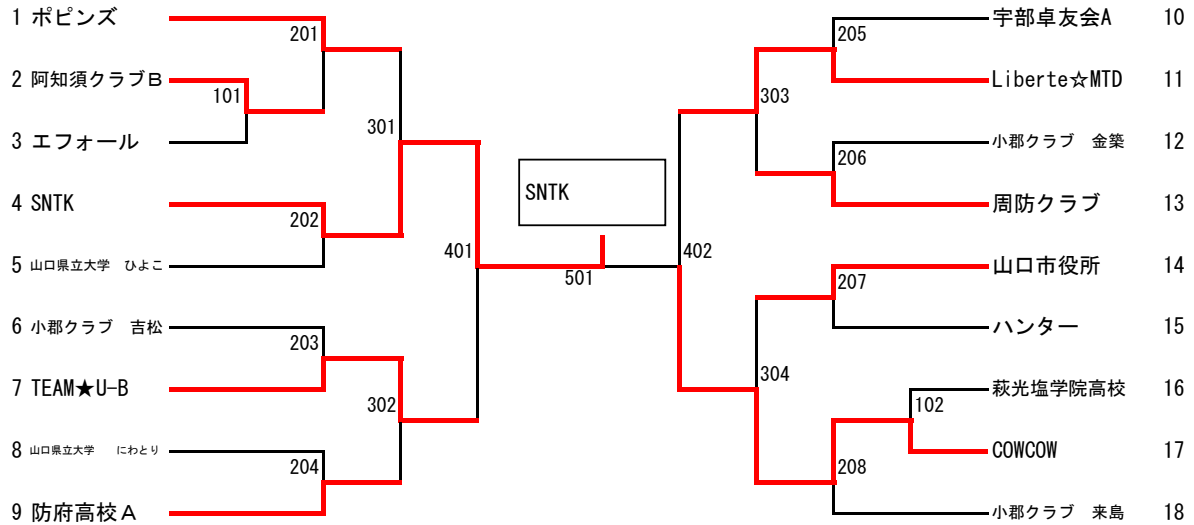 1 ポピンズ
201
2 阿知須クラブB
101
3 エフォール
301
4 SNTK
202
5 山口県立大学　ひよこ
401
6 小郡クラブ　吉松
203
7 TEAM★U-B
302
8 山口県立大学　にわとり
204
9 防府高校A
SNTK
501
宇部卓友会A 10
205
Liberte☆MTD 11
303
小郡クラブ　金築 12
206
周防クラブ 13
402
山口市役所 14
207
ハンター 15
304
萩光塩学院高校 16
102
COWCOW 17
208
小郡クラブ　来島 18